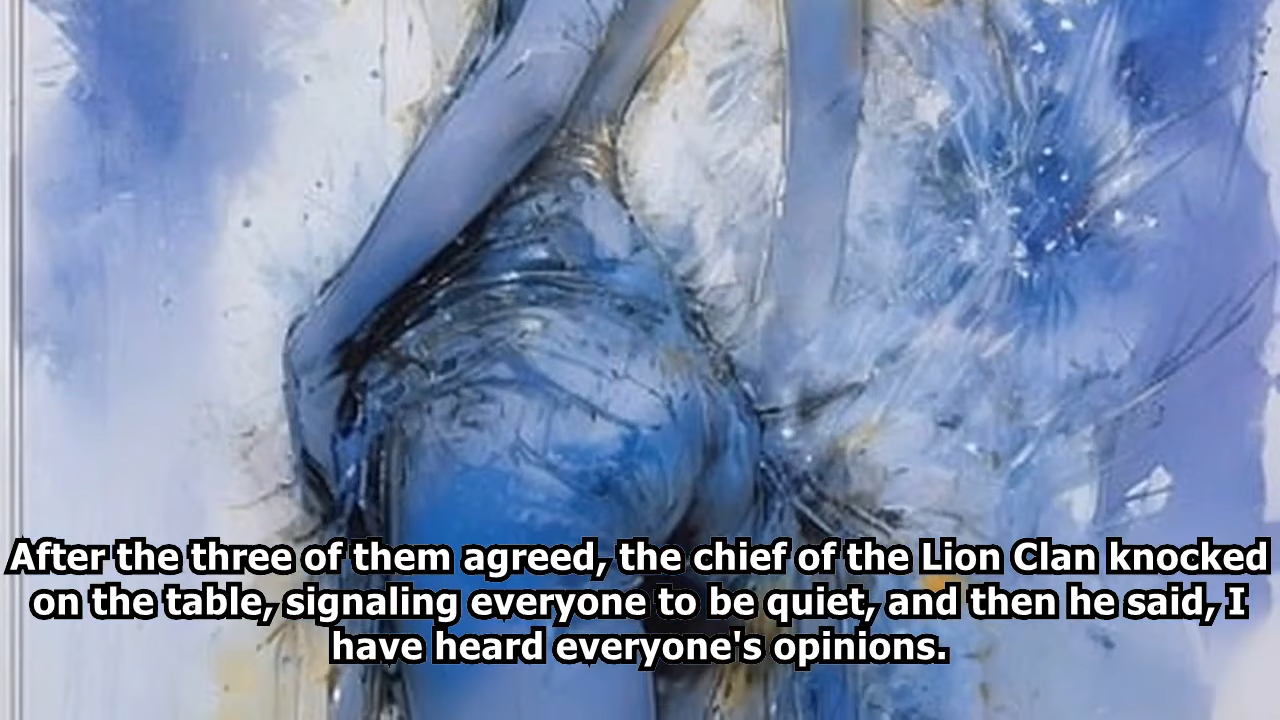 After the three of them agreed, the chief of the Lion Clan knocked
on the table, signaling everyone to be quiet, and then he said, I
have heard everyone's opinions.